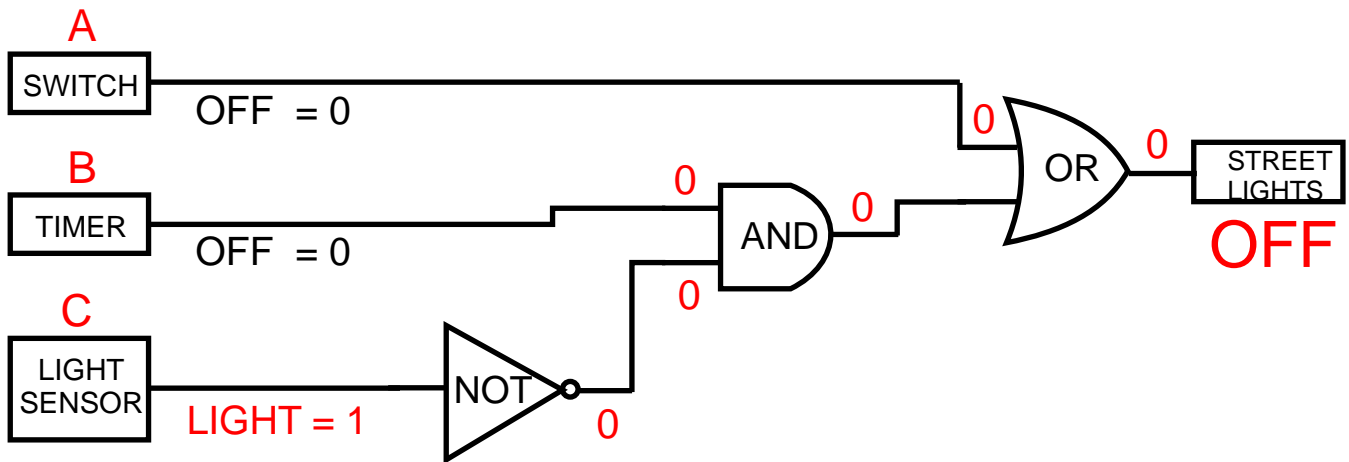 A
SWITCH
OFF = 0
0
OR
0
STREET
LIGHTS
OFF
B
TIMER
OFF = 0
0
AND
0
0
C
LIGHT
SENSOR
LIGHT = 1
NOT
0